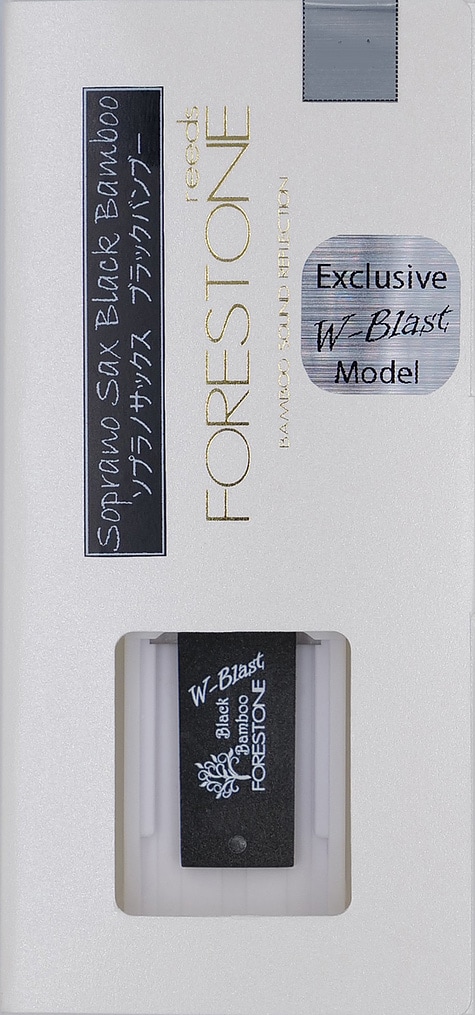 Soprano Sax Black Bamboo
ソプラノサックス ブラックバンブー
reeds
FORESTONE
BAMBOO SOUND REFLECTION
Exclusive
W-Blast
Model
W-Blast
Black
Bamboo
FORESTONE